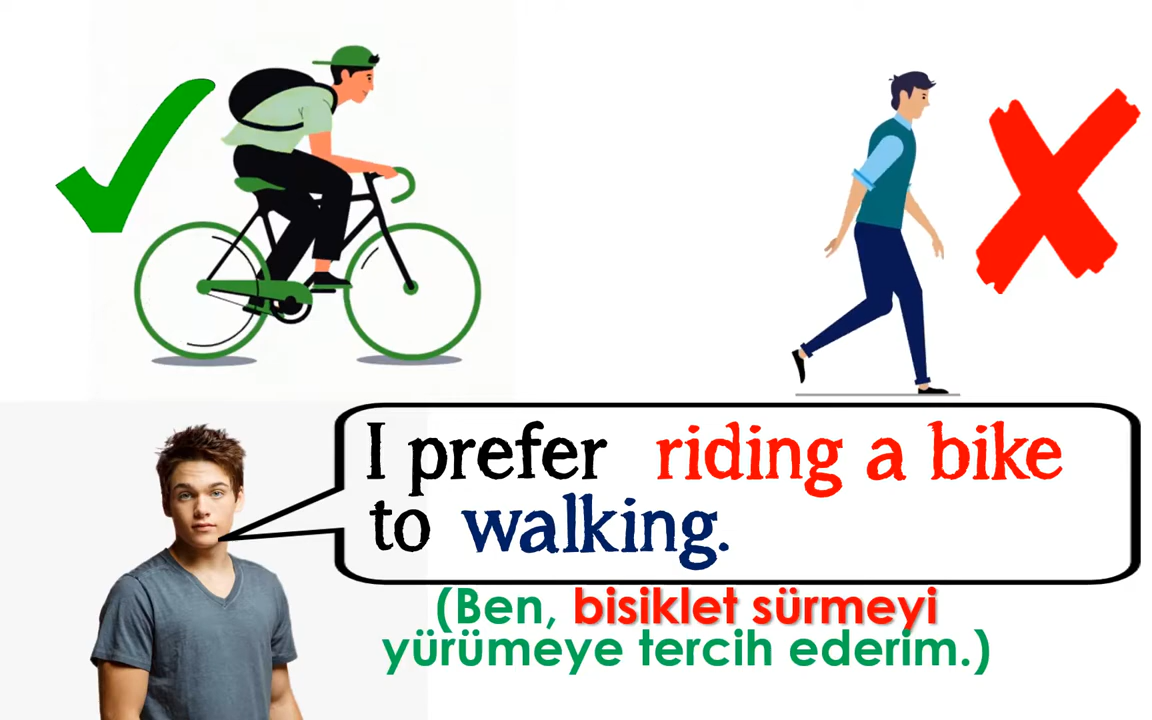 I prefer riding a bike
to walking.
(Ben, bisiklet sürmeyi
yürümeye tercih ederim.)